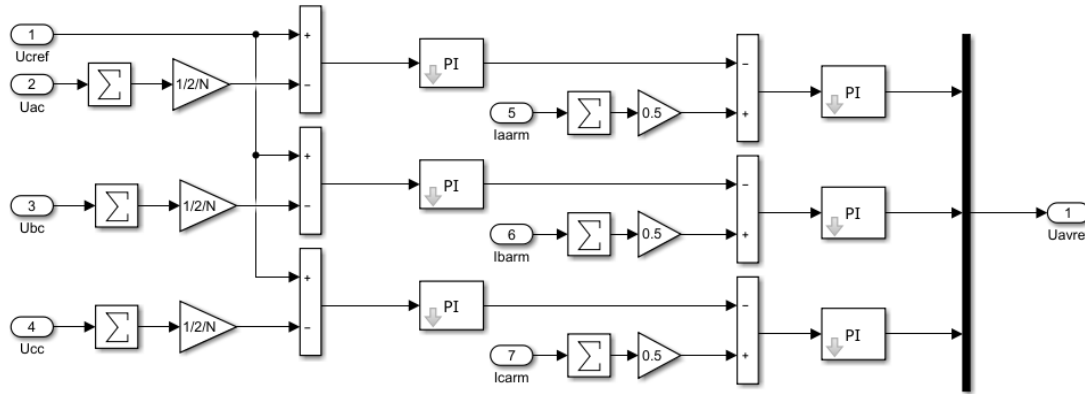 1
Ucref
2
Uac
1/2/N
+
−
PI
5
Iaarm
0.5
−
+
PI
3
Ubc
1/2/N
+
−
PI
6
Ibarm
0.5
−
+
PI
1
Uavre
4
Ucc
1/2/N
+
−
PI
7
Icarm
0.5
−
+
PI